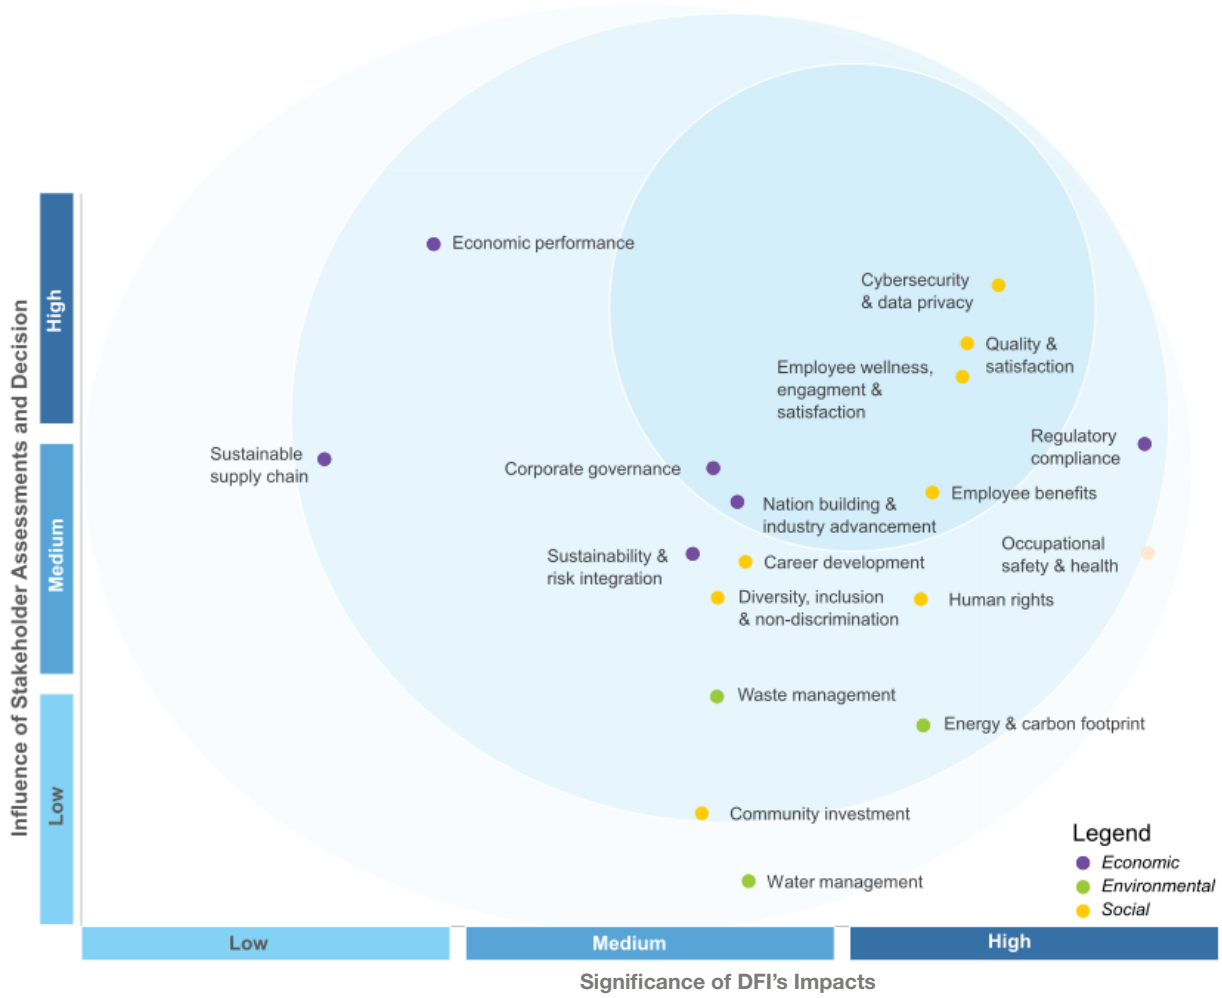 Economic performance
Cybersecurity
& data privacy
Quality &
satisfaction
Employee wellness,
engagment &
satisfaction
Regulatory
compliance
Sustainable
supply chain
Corporate governance
Employee benefits
Nation building &
industry advancement
Occupational
safety & health
Sustainability &
risk integration
Career development
Diversity, inclusion
& non-discrimination
Human rights
Waste management
Energy & carbon footprint
Community investment
Water management
Legend
Economic
Environmental
Social
Influence of Stakeholder Assessments and Decision
High
Medium
Low
Low
Medium
High
Significance of DFI's Impacts